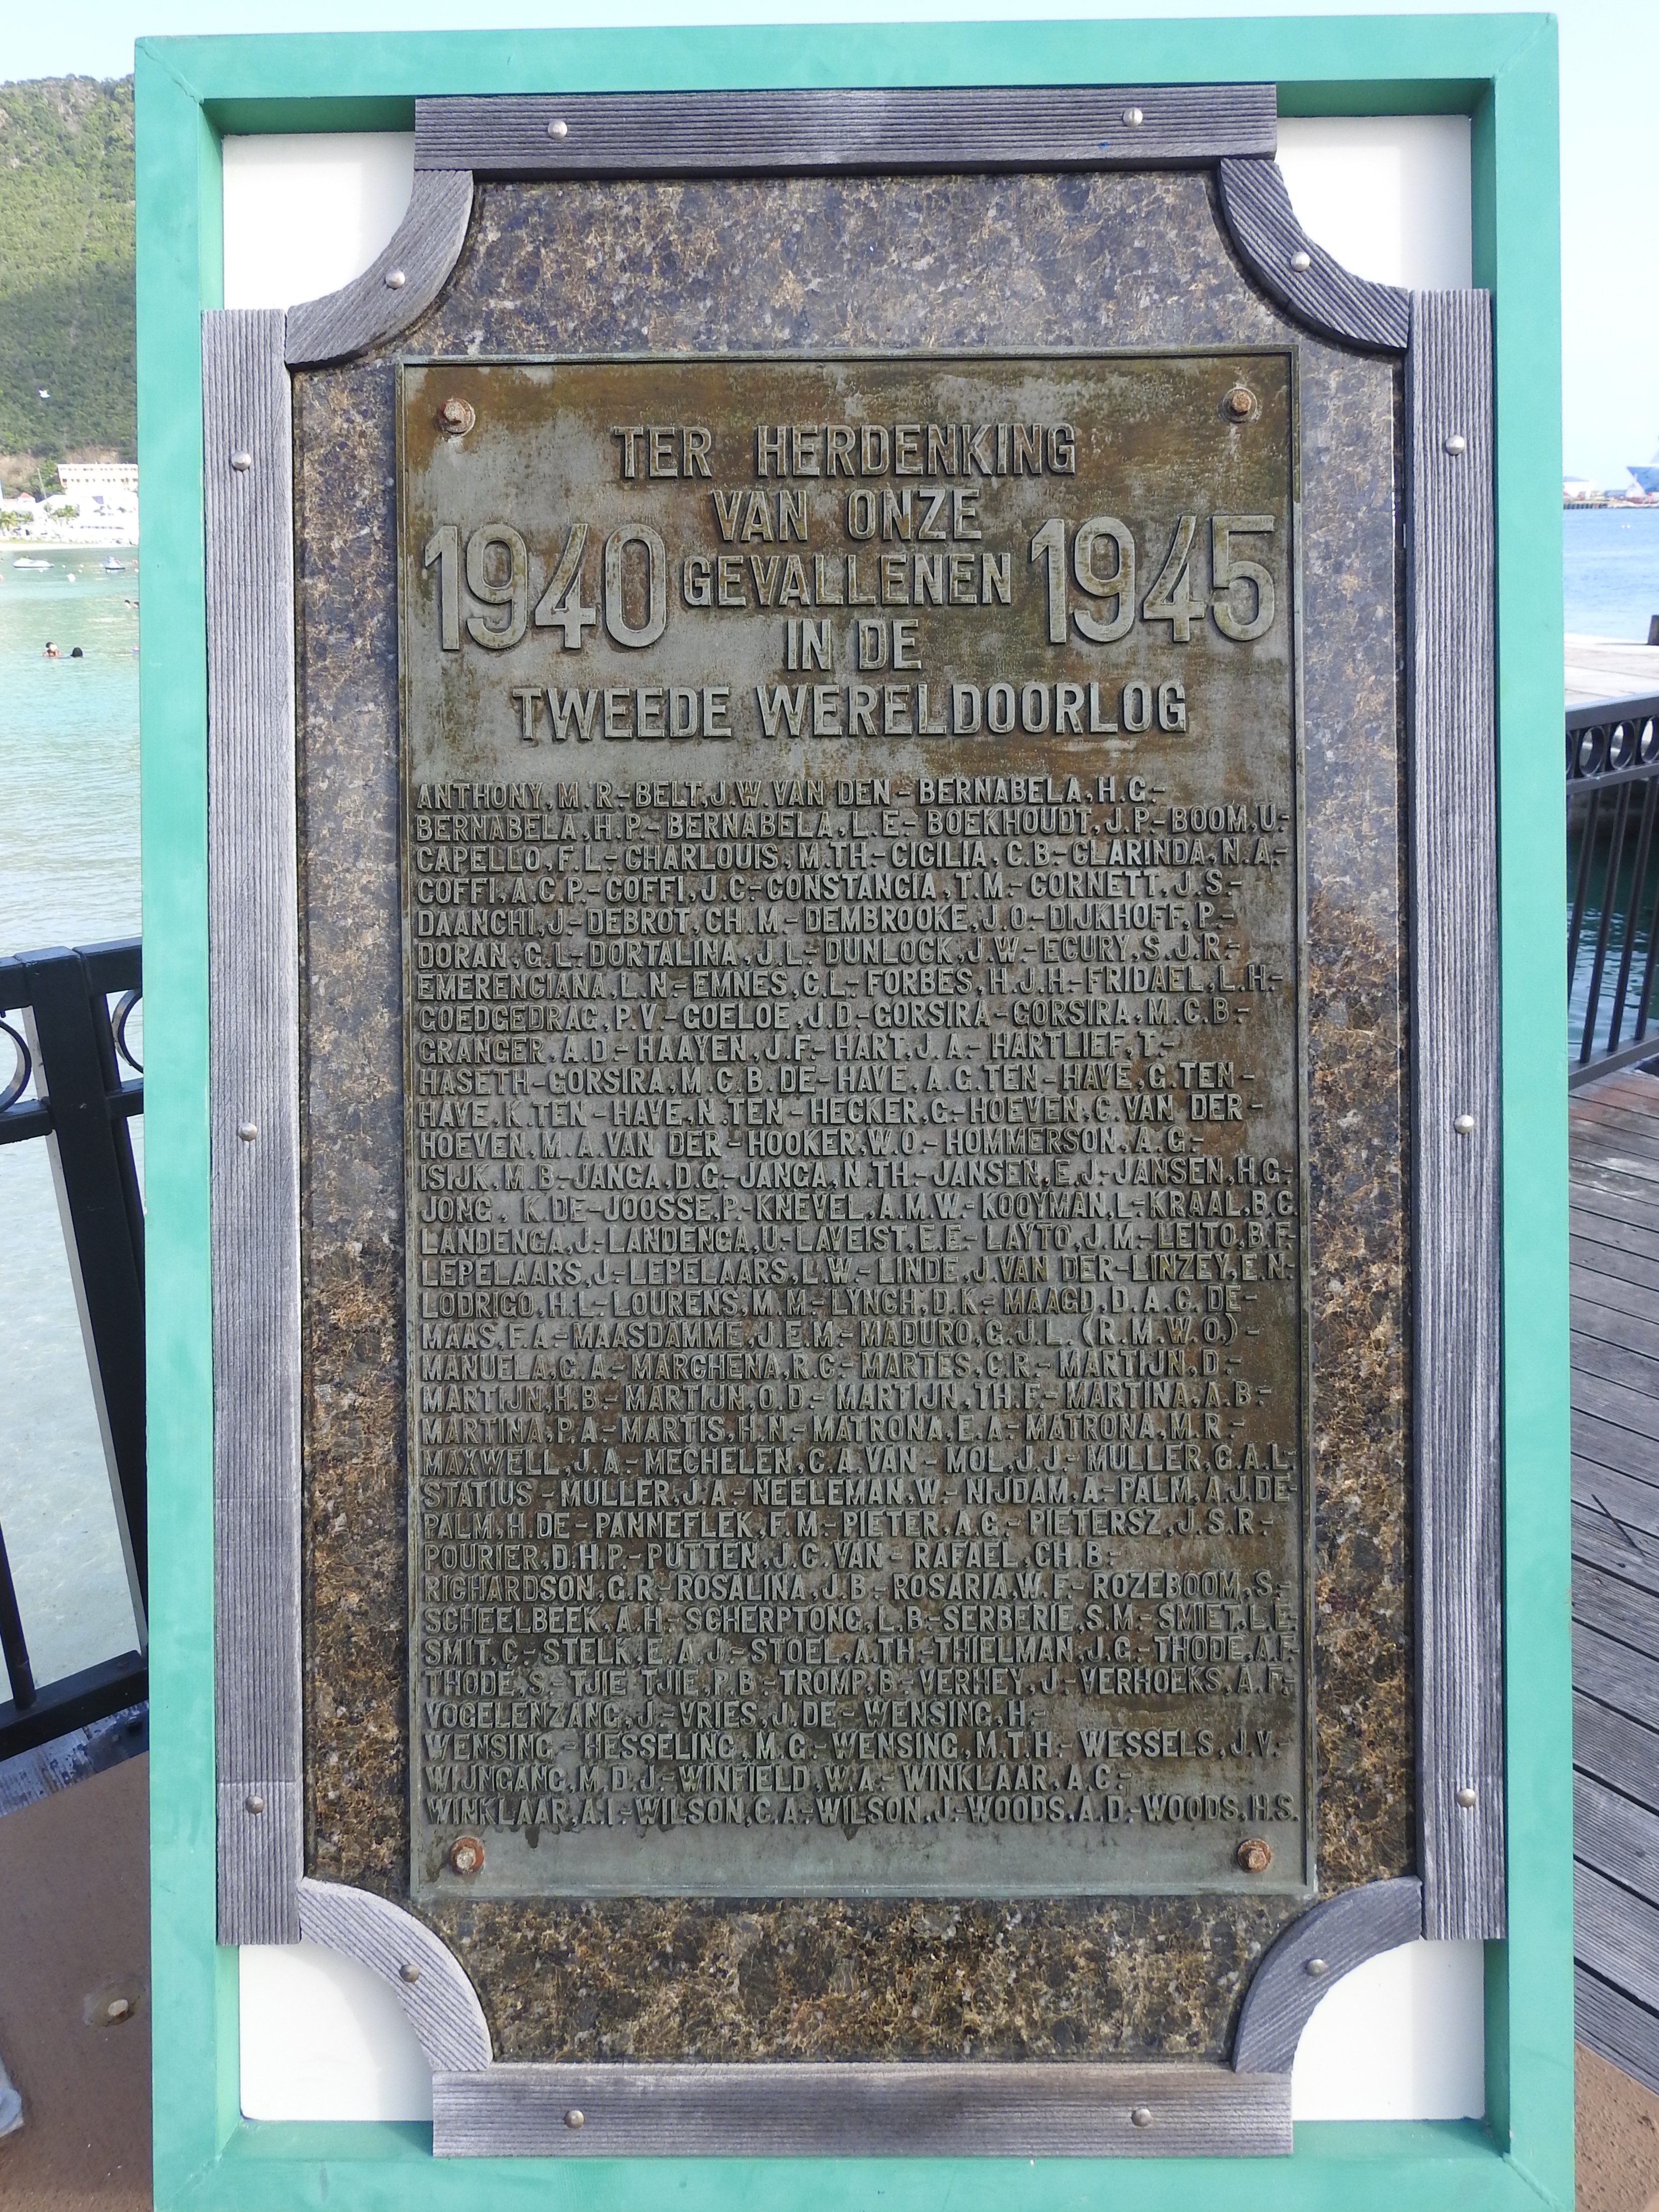 TER HERDENKING
VAN ONZE
1940 GEVALLENEN 1945
IN DE
TWEEDE WERELDOORLOG
ANTHONY, M. R.- BELT, J.W. VAN DEN - BERNABELA, H.G.-
BERNABELA, H.P.- BERNABELA, L.E.- BOEKHOUDT, J.P.- BOOM, U.-
CAPELLO, F.L.- CHARLOUIS, M.TH.- CICILIA, C.B.- CLARINDA, N.A.-
COFFI, A.C.P.- COFFI, J.C.- CONSTANCIA, T.M.- CORNETT, J.S.-
DAANCHI, J.- DEBROT, CH.M.- DEMBROOKE, J.O.- DIJKHOFF, P.-
DORAN, G.L.- DORTALINA, J.L.- DUNLOCK, J.W.- ECURY, S.J.R.-
EMERENCIANA, L.N.- EMNES, C.L.- FORBES, H.J.H.- FRIDAEL, L.H.-
GOEDGEDRAG, P.V.- GOELOE, J.D.- GORSIRA - GORSIRA, M.C.B.-
GRANGER, A.D.- HAAYEN, J.F.- HART, J.A.- HARTLIEF, T.-
HASETH-GORSIRA, M.C.B. DE- HAVE, A.G. TEN- HAVE, G. TEN -
HAVE, K. TEN - HAVE, N. TEN - HECKER, G.- HOEVEN, C. VAN DER -
HOEVEN, M.A. VAN DER - HOOKER, W.O.- HOMMERSON, A.G.-
ISIJK, M.B.- JANGA, D.C.- JANGA, N.TH.- JANSEN, E.J.- JANSEN, H.G.-
JONG, K. DE- JOOSSE, P.- KNEVEL, A.M.W.- KOOYMAN, L.- KRAAL, B.C.
LANDENGA, J.- LANDENGA, U.- LAVEIST, E.E.- LAYTO, J.M.- LEITO, B.F.-
LEPELAARS, J.- LEPELAARS, L.W.- LINDE, J. VAN DER- LINZEY, E.N.-
LODRIGO, H.L.- LOURENS, M.M.- LYNCH, D.K.- MAAGD, D.A.C. DE-
MAAS, F.A.- MAASDAMME, J.E.M.- MADURO, G.J.L. (R.M.W.O.) -
MANUELA, C.A.- MARCHENA, R.G.- MARTES, C.R.- MARTIJN, D.-
MARTIJN, H.B.- MARTIJN, O.D.- MARTIJN, TH.F.- MARTINA, A.B.-
MARTINA, P.A.- MARTIS, H.N.- MATRONA, E.A.- MATRONA, M.R.-
MAXWELL, J.A.- MECHELEN, C.A. VAN - MOL, J.J.- MULLER, C.A.L.-
STATIUS - MULLER, J.A.- NEELEMAN, W.- NIJDAM, A.- PALM, A.J. DE-
PALM, H. DE - PANNEFLEK, F.M.- PIETER, A.G.- PIETERSZ, J.S.R.-
POURIER, D.H.P.- PUTTEN, J.C. VAN - RAFAEL, CH.B.-
RICHARDSON, G.R.- ROSALINA, J.B.- ROSARIA, W.F.- ROZEBOOM, S.-
SCHEELBEEK, A.H.- SCHERPTONG, L.B.- SERBERIE, S.M.- SMIET, L.E.
SMIT, C.- STELK, E.A.J.- STOEL, A.TH.- THIELMAN, J.G.- THODE, A.F.
THODE, S.- TJIE TJIE, P.B.- TROMP, B.- VERHEY, J.- VERHOEKS, A.F.-
VOGELENZANG, J.- VRIES, J. DE- WENSING, H.-
WENSING - HESSELING, M.G.- WENSING, M.T.H.- WESSELS, J.V.-
WIJNGANG, M.D.J.- WINFIELD, W.A.- WINKLAAR, A.C.-
WINKLAAR, A.I.- WILSON, C.A.- WILSON, J.- WOODS, A.D.- WOODS, H.S.